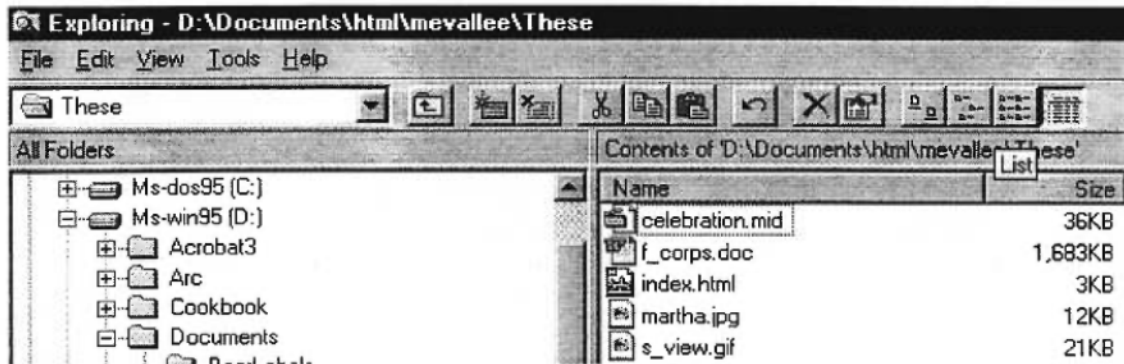 Exploring - D:\Documents\html\mevallee\These
File Edit View Tools Help
These
All Folders
Contents of 'D:\Documents\html\mevallee\These'
List
Ms-dos95 (C:)
Ms-win95 (D:)
Acrobat3
Arc
Cookbook
Documents
Name Size
celebration.mid 36KB
f_corps.doc 1,683KB
index.html 3KB
martha.jpg 12KB
s_view.gif 21KB